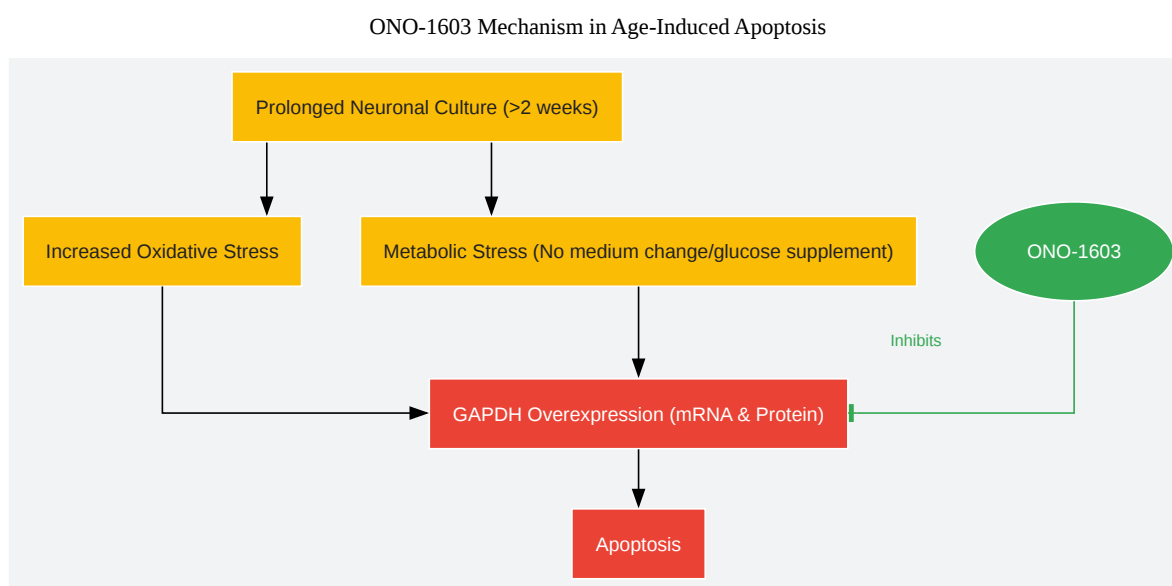 ONO-1603 Mechanism in Age-Induced Apoptosis
Prolonged Neuronal Culture (>2 weeks)
Increased Oxidative Stress
Metabolic Stress (No medium change/glucose supplement)
ONO-1603
Inhibits
GAPDH Overexpression (mRNA & Protein)
Apoptosis